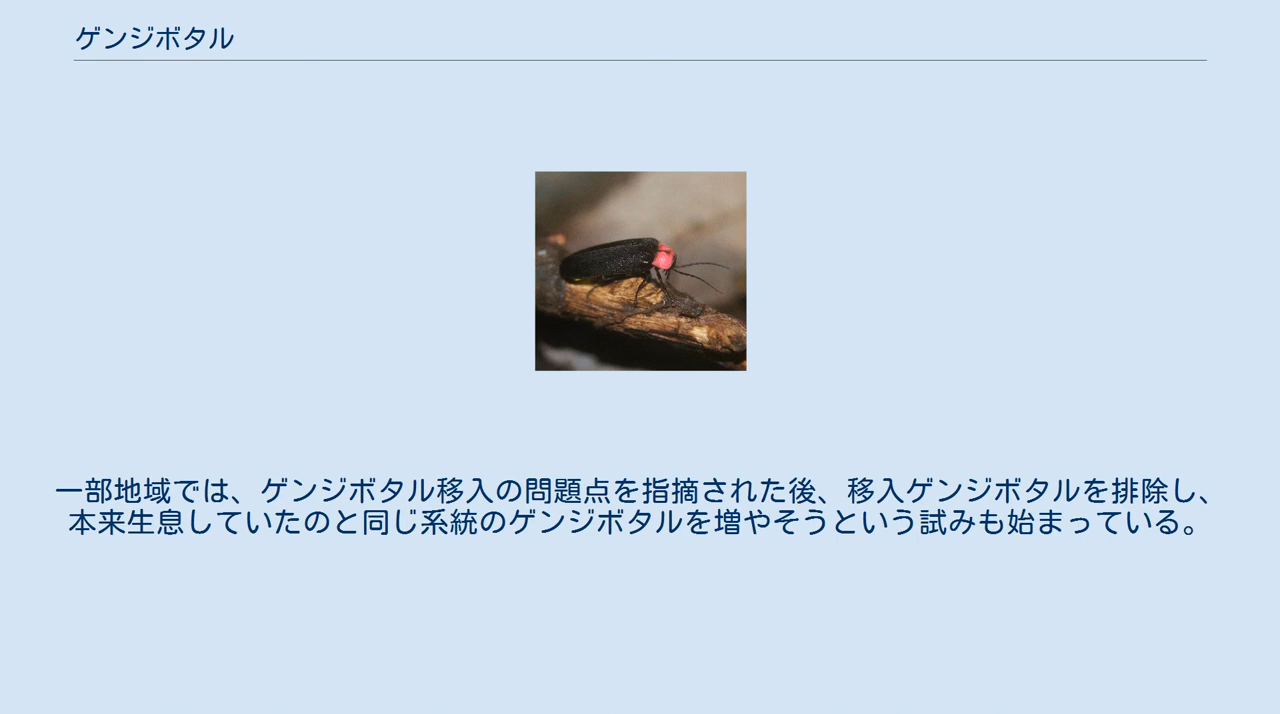 ゲンジボタル
一部地域では、ゲンジボタル移入の問題点を指摘された後、移入ゲンジボタルを排除し、
本来生息していたのと同じ系統のゲンジボタルを増やそうという試みも始まっている。